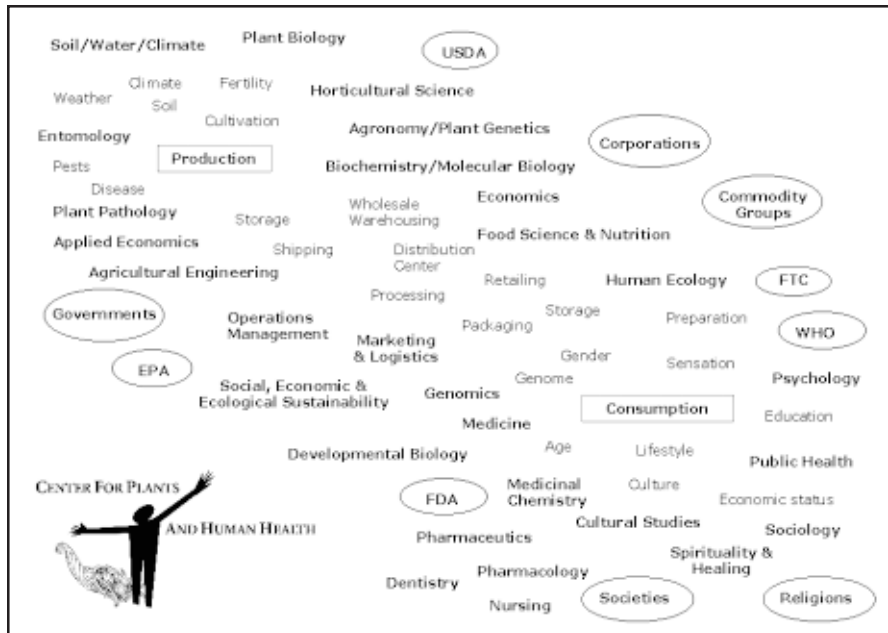 Soil/Water/Climate
Plant Biology
USDA
Climate
Fertility
Weather
Soil
Horticultural Science
Cultivation
Agronomy/Plant Genetics
Entomology
Corporations
Production
Pests
Biochemistry/Molecular Biology
Disease
Plant Pathology
Wholesale
Warehousing
Economics
Commodity
Groups
Storage
Applied Economics
Shipping
Distribution
Center
Food Science & Nutrition
Agricultural Engineering
Retailing
Human Ecology
FTC
Processing
Governments
Operations
Management
Storage
Packaging
Preparation
WHO
Marketing
& Logistics
Gender
Sensation
EPA
Genome
Psychology
Social, Economic &
Ecological Sustainability
Genomics
Consumption
Education
Medicine
Developmental Biology
Age
Lifestyle
Public Health
CENTER FOR PLANTS
AND HUMAN HEALTH
FDA
Medicinal
Chemistry
Culture
Economic status
Cultural Studies
Sociology
Pharmaceutics
Spirituality &
Healing
Dentistry
Pharmacology
Nursing
Societies
Religions